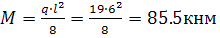 M = q·l²/8 = 19·6²/8 = 85.5кнм